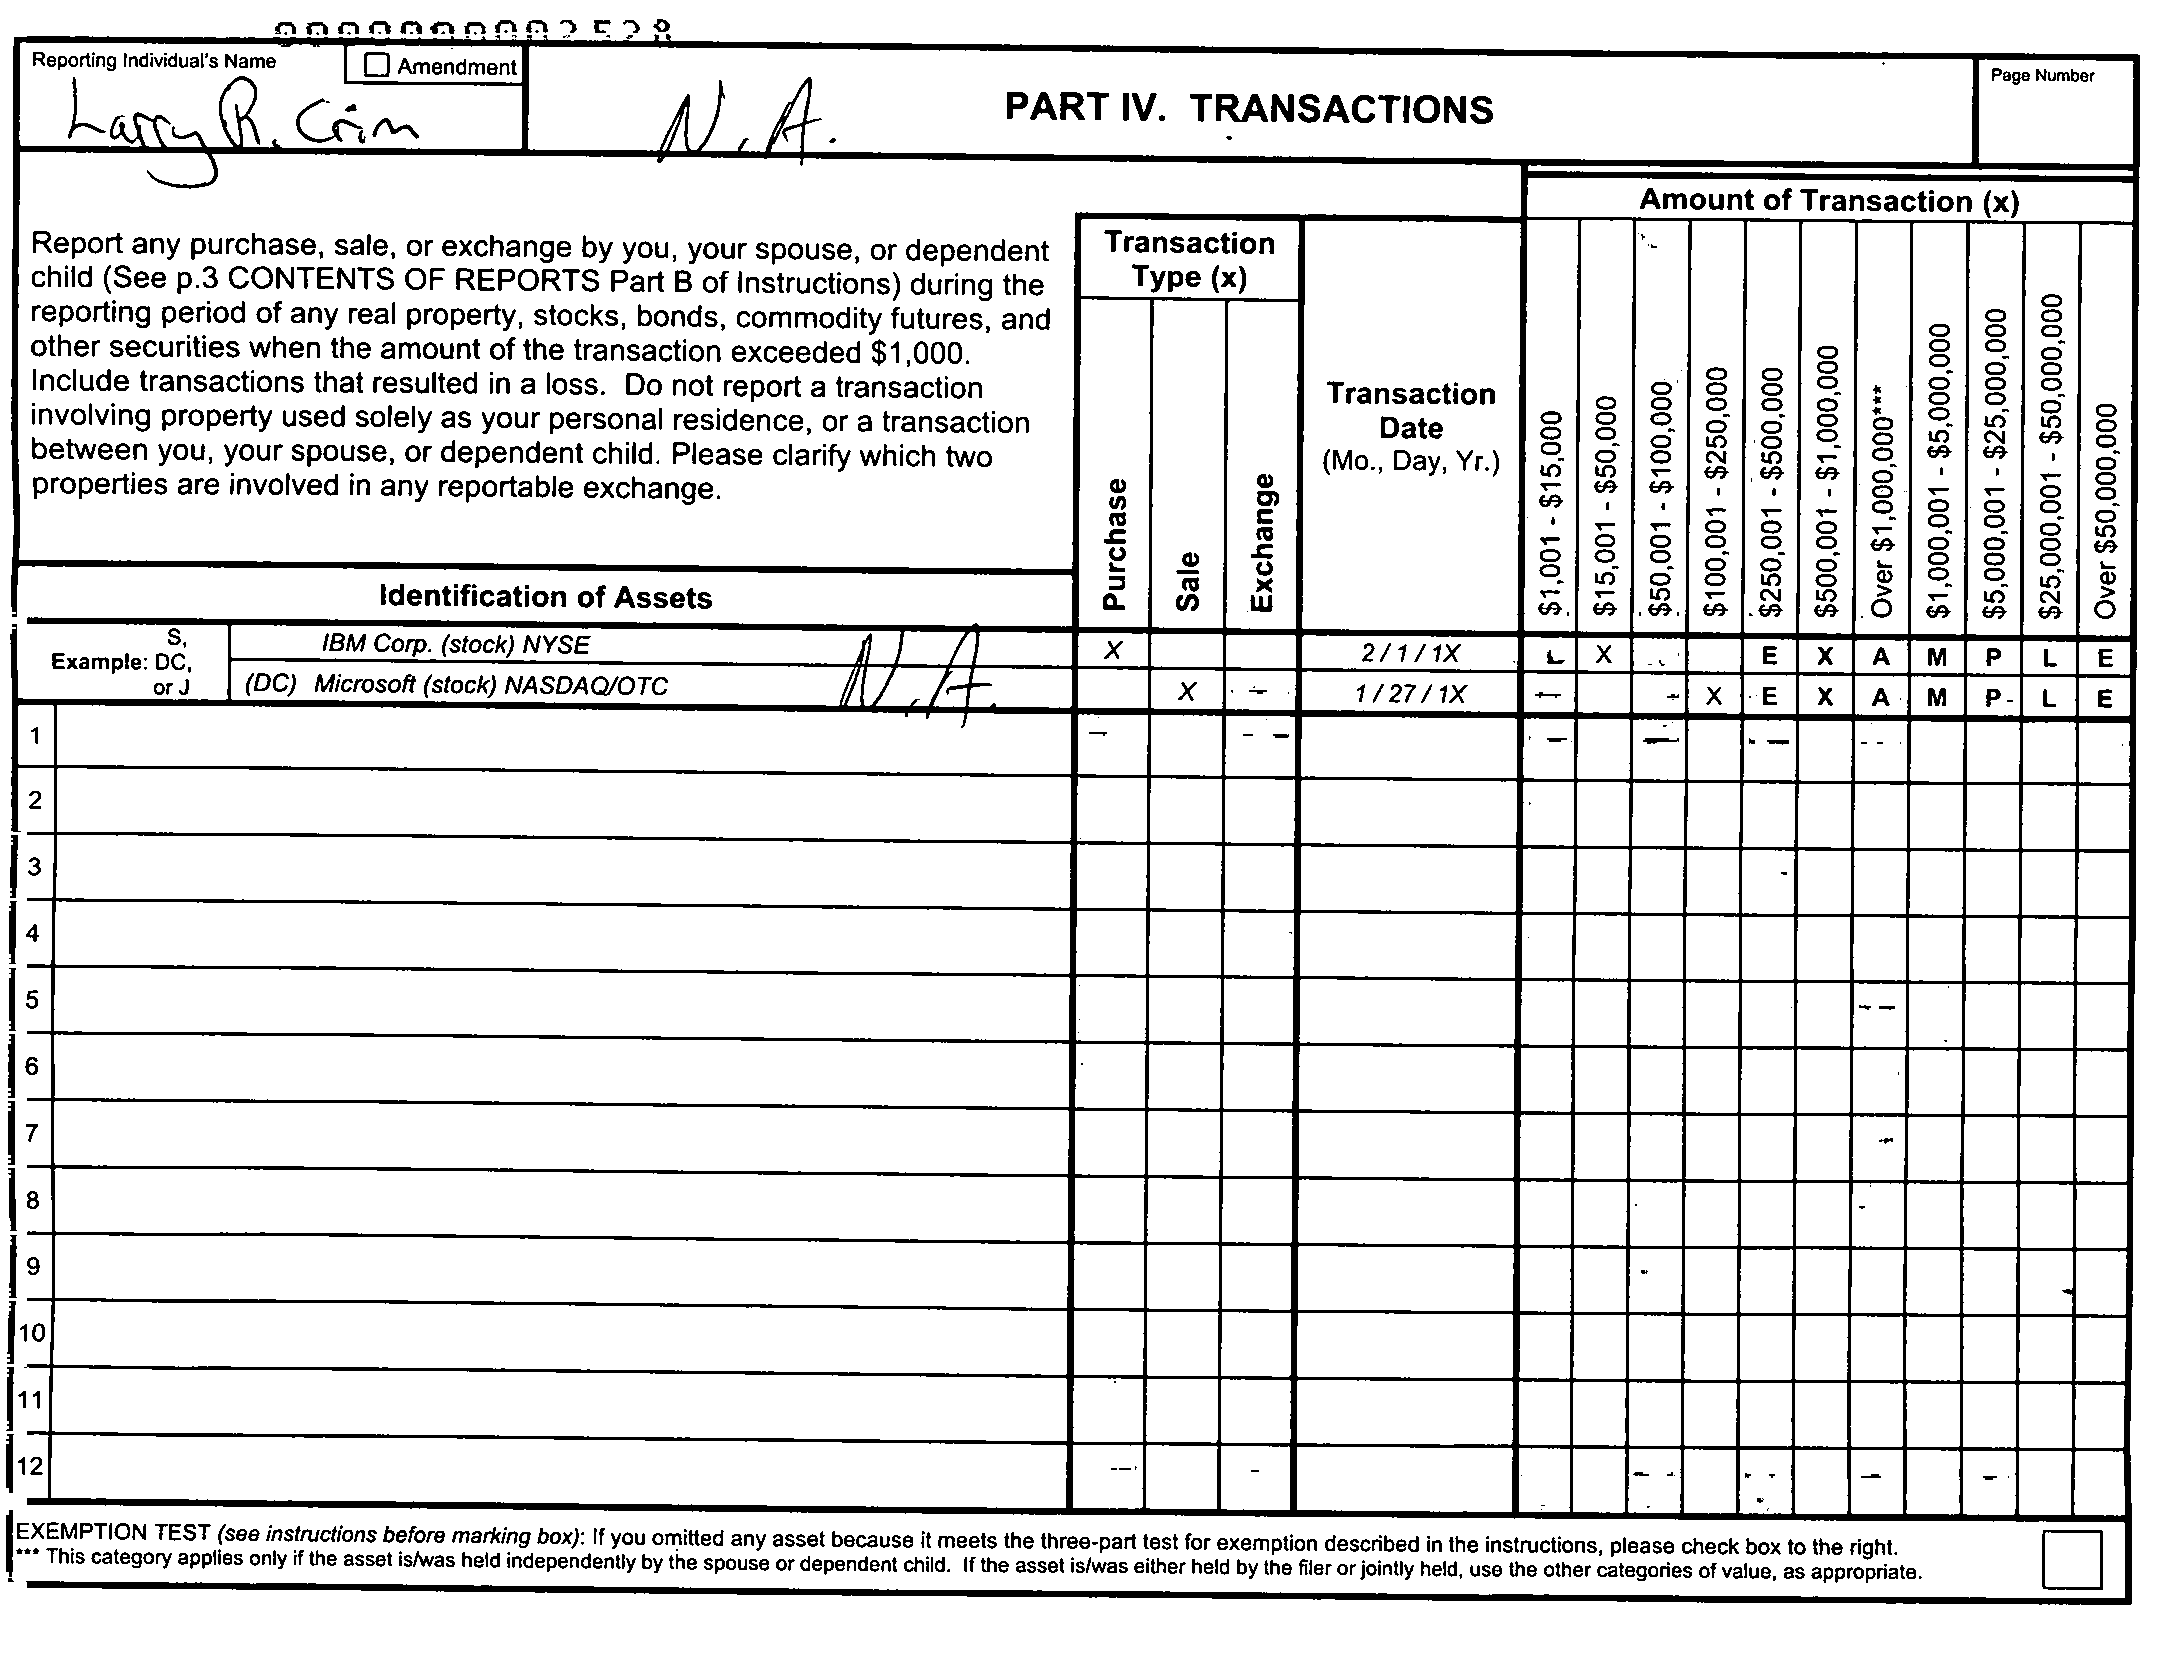 000000002528
Reporting Individual's Name
Amendment
Larry R. Crim
N.A.
PART IV. TRANSACTIONS
Page Number
Report any purchase, sale, or exchange by you, your spouse, or dependent
child (See p.3 CONTENTS OF REPORTS Part B of Instructions) during the
reporting period of any real property, stocks, bonds, commodity futures, and
other securities when the amount of the transaction exceeded $1,000.
Include transactions that resulted in a loss. Do not report a transaction
involving property used solely as your personal residence, or a transaction
between you, your spouse, or dependent child. Please clarify which two
properties are involved in any reportable exchange.
Transaction
Type (x)
Purchase
Sale
Exchange
Transaction
Date
(Mo., Day, Yr.)
Amount of Transaction (x)
$1,001 - $15,000
$15,001 - $50,000
$50,001 - $100,000
$100,001 - $250,000
$250,001 - $500,000
$500,001 - $1,000,000
Over $1,000,000***
$1,000,001 - $5,000,000
$5,000,001 - $25,000,000
$25,000,001 - $50,000,000
Over $50,000,000
Identification of Assets
S,
Example: DC,
or J
IBM Corp. (stock) NYSE X 2/1/1X X E X A M P L E
(DC) Microsoft (stock) NASDAQ/OTC X 1/27/1X X E X A M P L E
N.A.
1
2
3
4
5
6
7
8
9
10
11
12
EXEMPTION TEST (see instructions before marking box): If you omitted any asset because it meets the three-part test for exemption described in the instructions, please check box to the right.
*** This category applies only if the asset is/was held independently by the spouse or dependent child. If the asset is/was either held by the filer or jointly held, use the other categories of value, as appropriate.